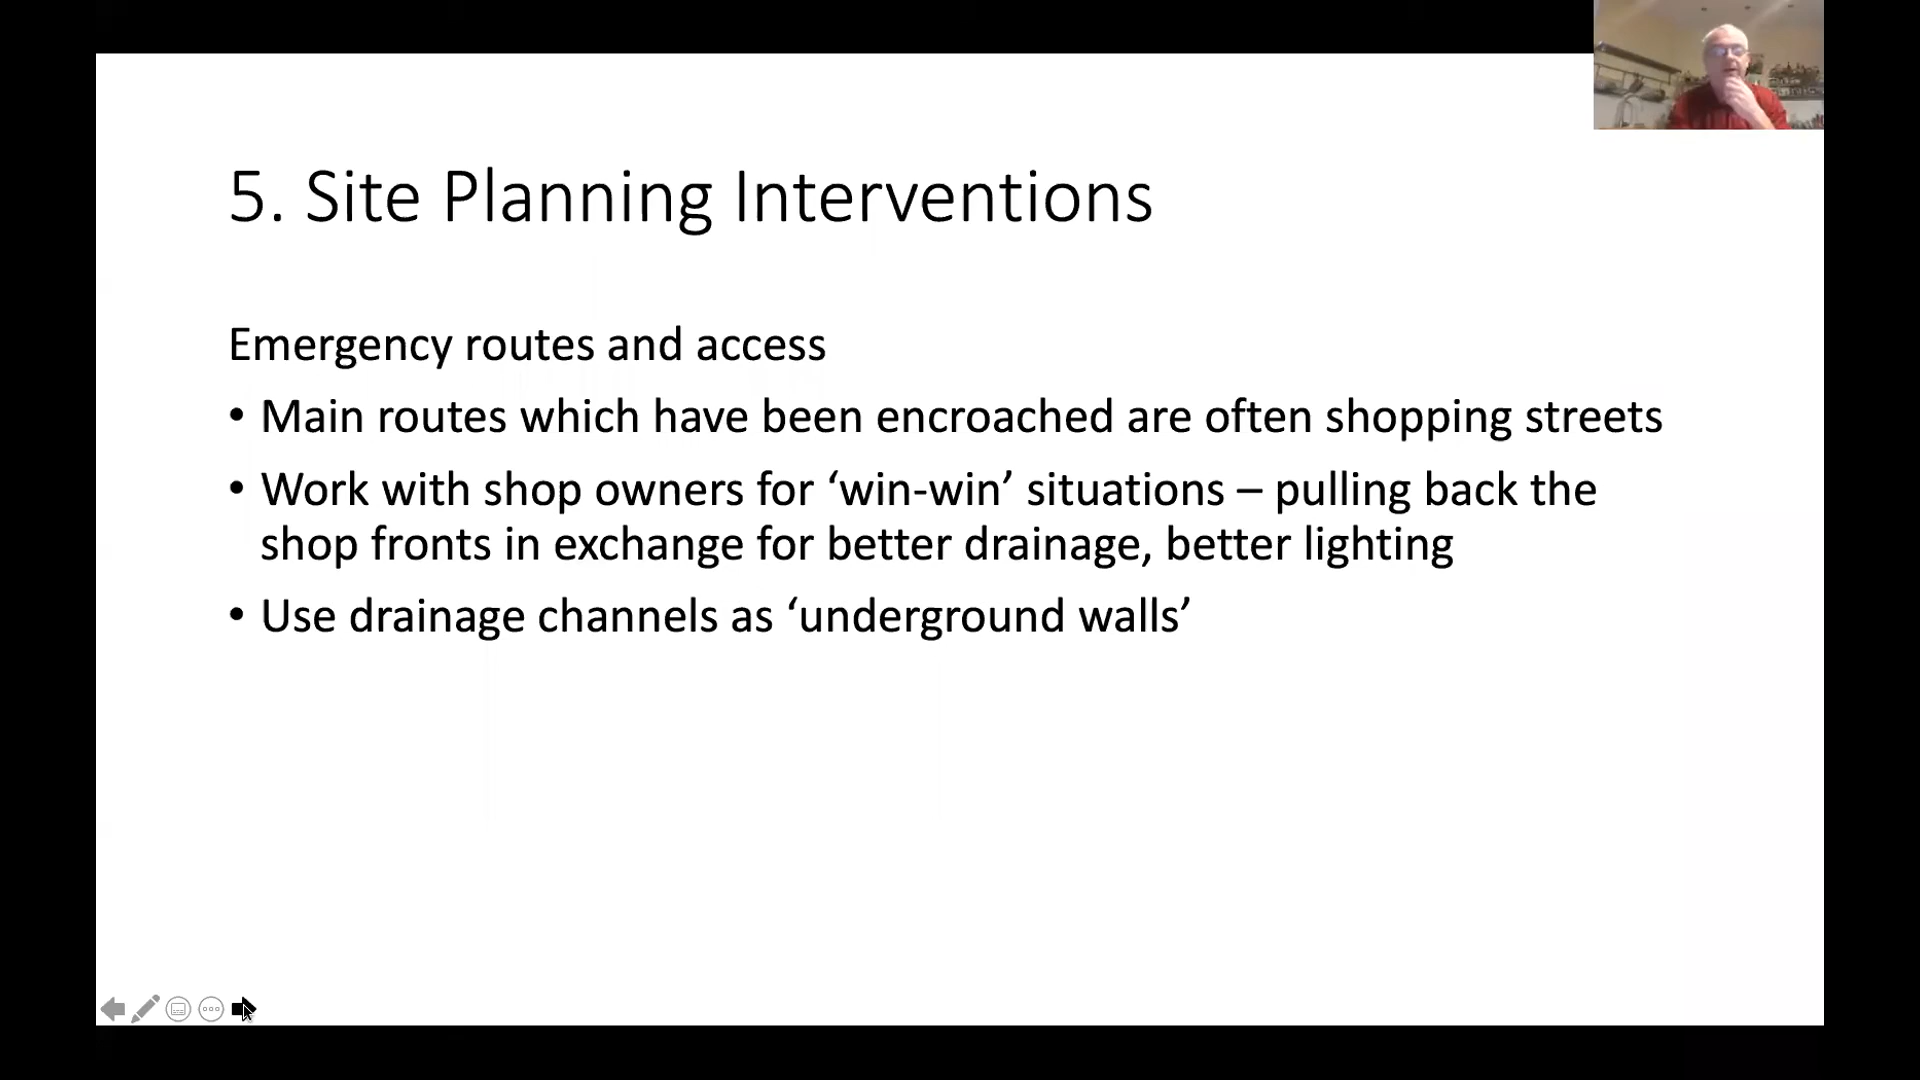 5. Site Planning Interventions
Emergency routes and access
• Main routes which have been encroached are often shopping streets
• Work with shop owners for ‘win-win’ situations – pulling back the
shop fronts in exchange for better drainage, better lighting
• Use drainage channels as ‘underground walls’